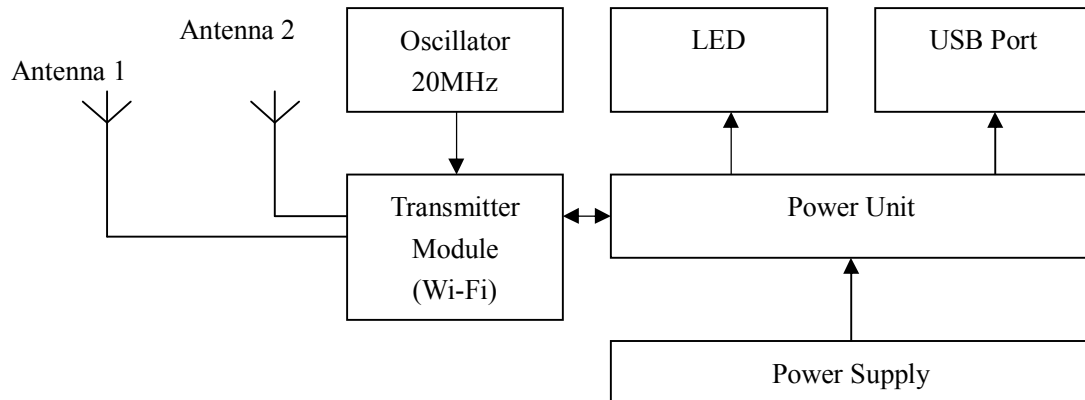 Antenna 1
Antenna 2
Oscillator
20MHz
LED
USB Port
Transmitter
Module
(Wi-Fi)
Power Unit
Power Supply